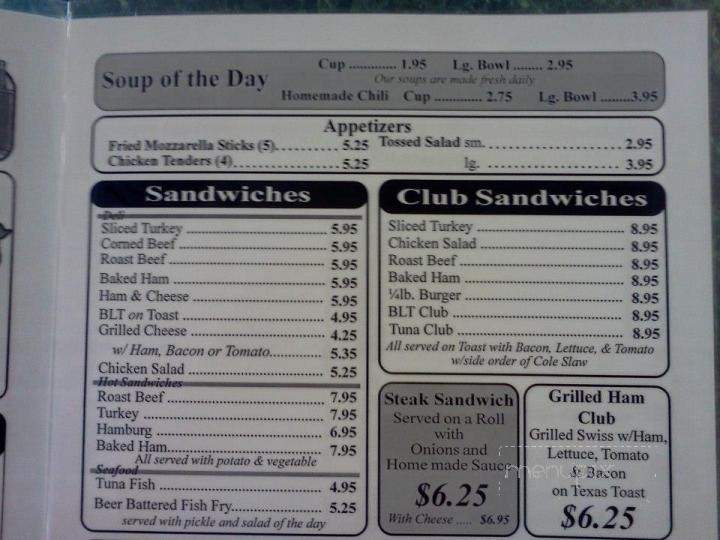 Soup of the Day
Cup ............. 1.95 Lg. Bowl ........ 2.95
Our soups are made fresh daily
Homemade Chili Cup ............. 2.75 Lg. Bowl .........3.95
Appetizers
Fried Mozzarella Sticks (5)................ 5.25
Chicken Tenders (4)........................... 5.25
Tossed Salad sm. .............................. 2.95
lg. .............................. 3.95
Sandwiches
Deli
Sliced Turkey ................................ 5.95
Corned Beef ................................ 5.95
Roast Beef ................................ 5.95
Baked Ham ................................ 5.95
Ham & Cheese ................................ 5.95
BLT on Toast ................................ 4.95
Grilled Cheese ................................ 4.25
w/ Ham, Bacon or Tomato............. 5.35
Chicken Salad ................................ 5.25
Hot Sandwiches
Roast Beef ................................ 7.95
Turkey ................................ 7.95
Hamburg ................................ 6.95
Baked Ham................................ 7.95
All served with potato & vegetable
Seafood
Tuna Fish ................................ 4.95
Beer Battered Fish Fry....................... 5.25
served with pickle and salad of the day
Club Sandwiches
Sliced Turkey ................................ 8.95
Chicken Salad ................................ 8.95
Roast Beef ................................ 8.95
Baked Ham ................................ 8.95
¼lb. Burger ................................ 8.95
BLT Club ................................ 8.95
Tuna Club ................................ 8.95
All served on Toast with Bacon, Lettuce, & Tomato
w/side order of Cole Slaw
Steak Sandwich
Served on a Roll
with
Onions and
Home made Sauce
$6.25
With Cheese ..... $6.95
Grilled Ham
Club
Grilled Swiss w/Ham,
Lettuce, Tomato
& Bacon
on Texas Toast
$6.25